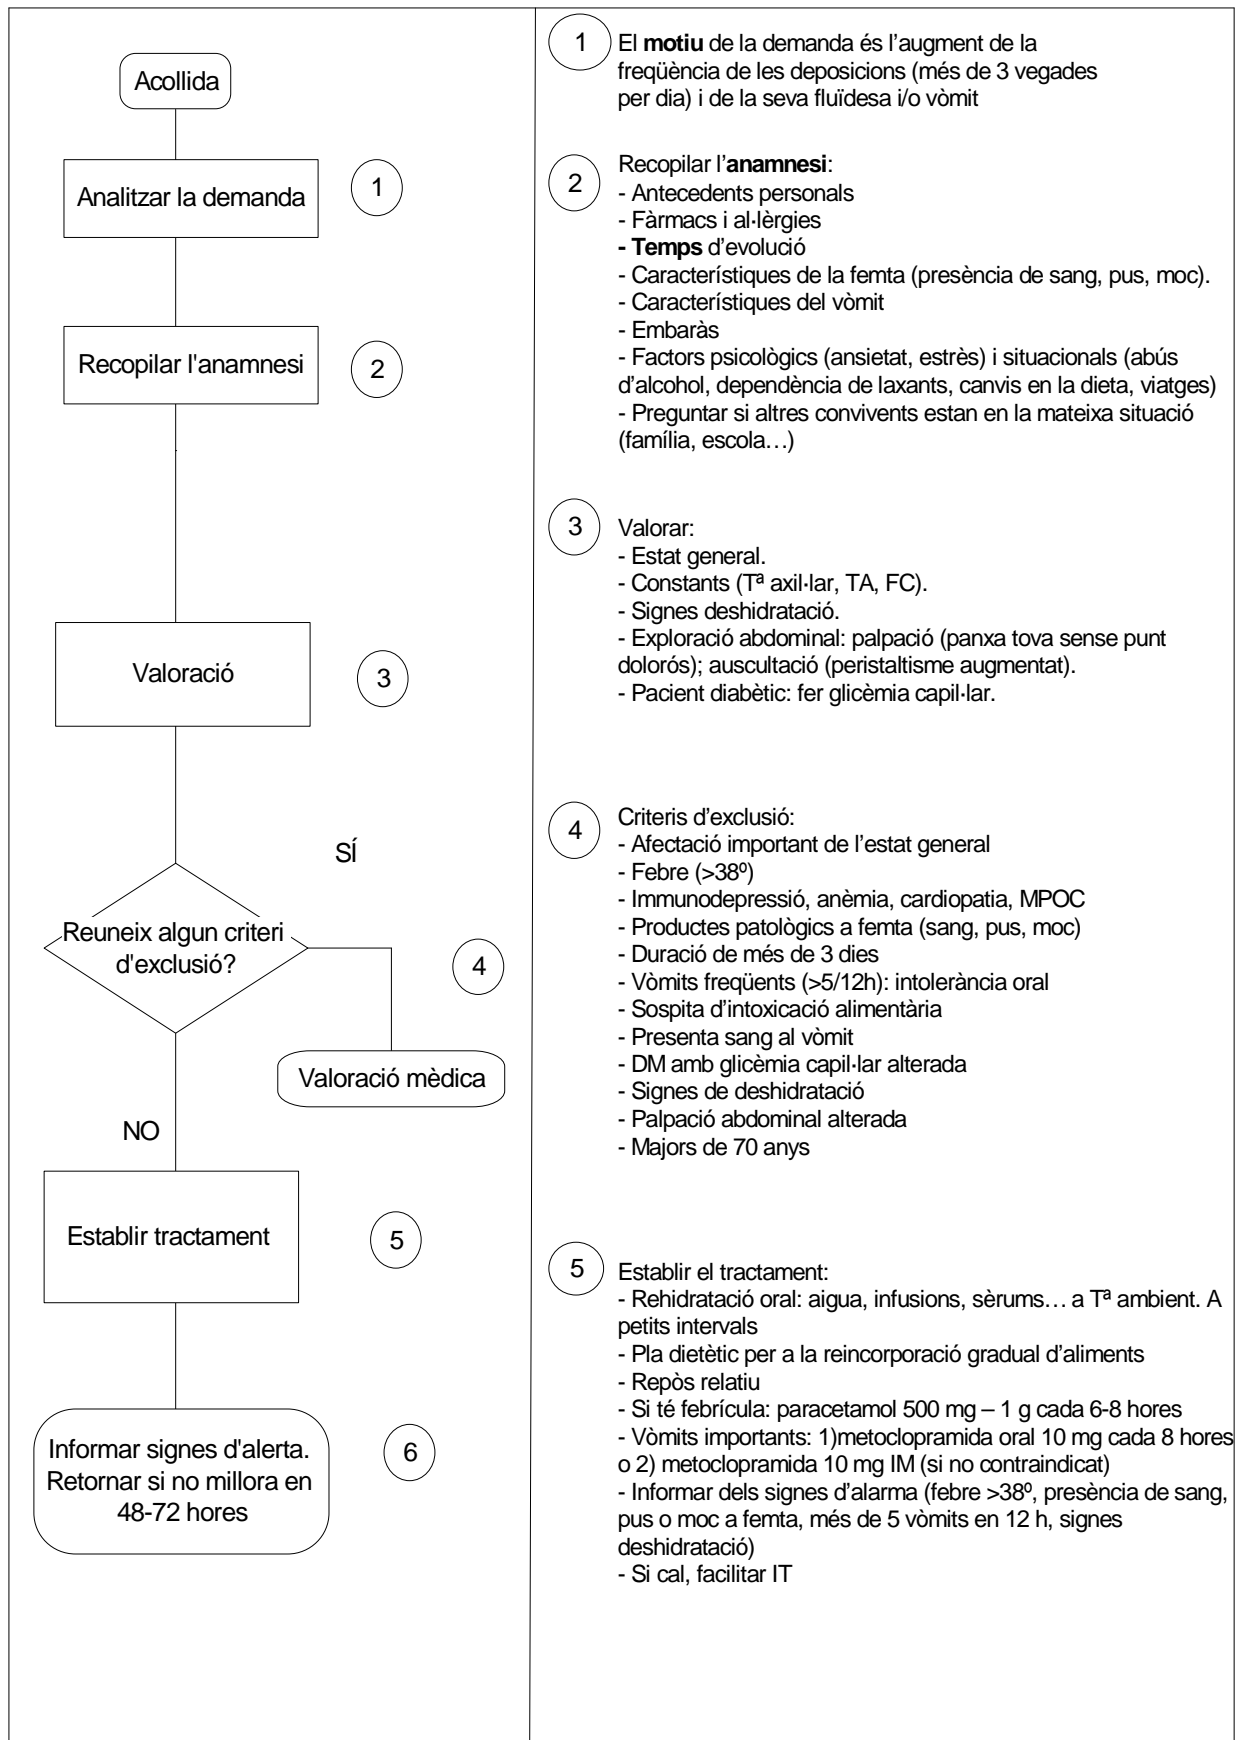 Acollida
Analitzar la demanda
1
Recopilar l'anamnesi
2
Valoració
3
SÍ
Reuneix algun criteri
d'exclusió?
4
Valoració mèdica
NO
Establir tractament
5
Informar signes d'alerta.
Retornar si no millora en
48-72 hores
6
1
El motiu de la demanda és l’augment de la
freqüència de les deposicions (més de 3 vegades
per dia) i de la seva fluïdesa i/o vòmit
2
Recopilar l’anamnesi:
- Antecedents personals
- Fàrmacs i al·lèrgies
- Temps d’evolució
- Característiques de la femta (presència de sang, pus, moc).
- Característiques del vòmit
- Embaràs
- Factors psicològics (ansietat, estrès) i situacionals (abús
d’alcohol, dependència de laxants, canvis en la dieta, viatges)
- Preguntar si altres convivents estan en la mateixa situació
(família, escola…)
3
Valorar:
- Estat general.
- Constants (Tª axil·lar, TA, FC).
- Signes deshidratació.
- Exploració abdominal: palpació (panxa tova sense punt
dolorós); auscultació (peristaltisme augmentat).
- Pacient diabètic: fer glicèmia capil·lar.
4
Criteris d’exclusió:
- Afectació important de l’estat general
- Febre (>38º)
- Immunodepressió, anèmia, cardiopatia, MPOC
- Productes patològics a femta (sang, pus, moc)
- Duració de més de 3 dies
- Vòmits freqüents (>5/12h): intolerància oral
- Sospita d’intoxicació alimentària
- Presenta sang al vòmit
- DM amb glicèmia capil·lar alterada
- Signes de deshidratació
- Palpació abdominal alterada
- Majors de 70 anys
5
Establir el tractament:
- Rehidratació oral: aigua, infusions, sèrums… a Tª ambient. A
petits intervals
- Pla dietètic per a la reincorporació gradual d’aliments
- Repòs relatiu
- Si té febrícula: paracetamol 500 mg – 1 g cada 6-8 hores
- Vòmits importants: 1)metoclopramida oral 10 mg cada 8 hores
o 2) metoclopramida 10 mg IM (si no contraindicat)
- Informar dels signes d’alarma (febre >38º, presència de sang,
pus o moc a femta, més de 5 vòmits en 12 h, signes
deshidratació)
- Si cal, facilitar IT